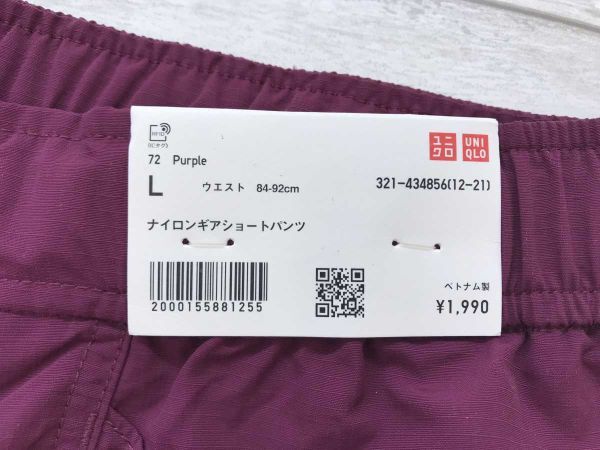 RFID
(ICタグ)
72 Purple
ユニクロ
UNIQLO
L ウエスト 84-92cm
321-434856(12-21)
ナイロンギアショートパンツ
2000155881255
ベトナム製
¥1,990